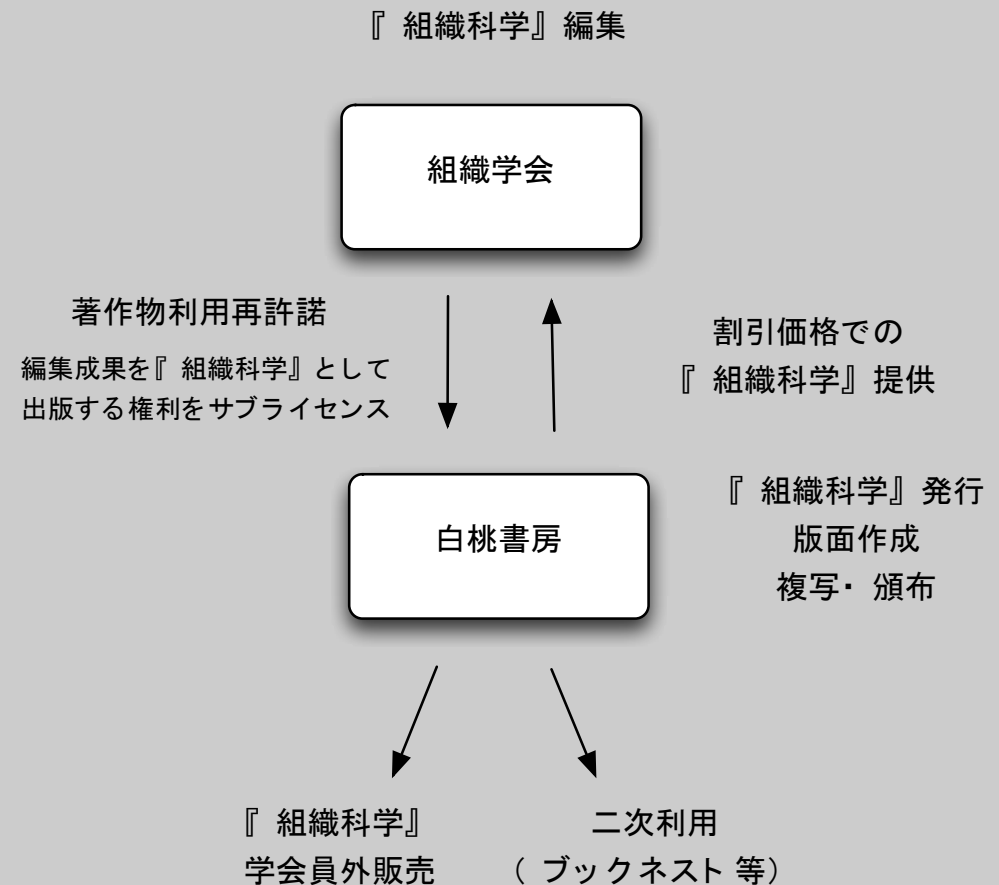 『 組織科学』編集
組織学会
著作物利用再許諾
編集成果を『 組織科学』として
出版する権利をサブライセンス
割引価格での
『 組織科学』提供
白桃書房
『 組織科学』発行
版面作成
複写・ 頒布
『 組織科学』
学会員外販売
二次利用
( ブックネスト 等)